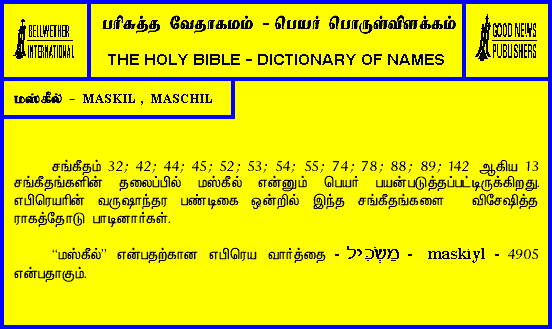 BELLWETHER
INTERNATIONAL
பரிசுத்த வேதாகமம் - பெயர் பொருள்விளக்கம்
THE HOLY BIBLE - DICTIONARY OF NAMES
GOOD NEWS
PUBLISHERS
மஸ்கீல் - MASKIL , MASCHIL
சங்கீதம் 32; 42; 44; 45; 52; 53; 54; 55; 74; 78; 88; 89; 142 ஆகிய 13
சங்கீதங்களின் தலைப்பில் மஸ்கீல் என்னும் பெயர் பயன்படுத்தப்பட்டிருக்கிறது.
எபிரெயரின் வருஷாந்தர பண்டிகை ஒன்றில் இந்த சங்கீதங்களை விசேஷித்த
ராகத்தோடு பாடினார்கள்.
“மஸ்கீல்” என்பதற்கான எபிரெய வார்த்தை - מַשְׂכִּיל - maskiyl - 4905
என்பதாகும்.